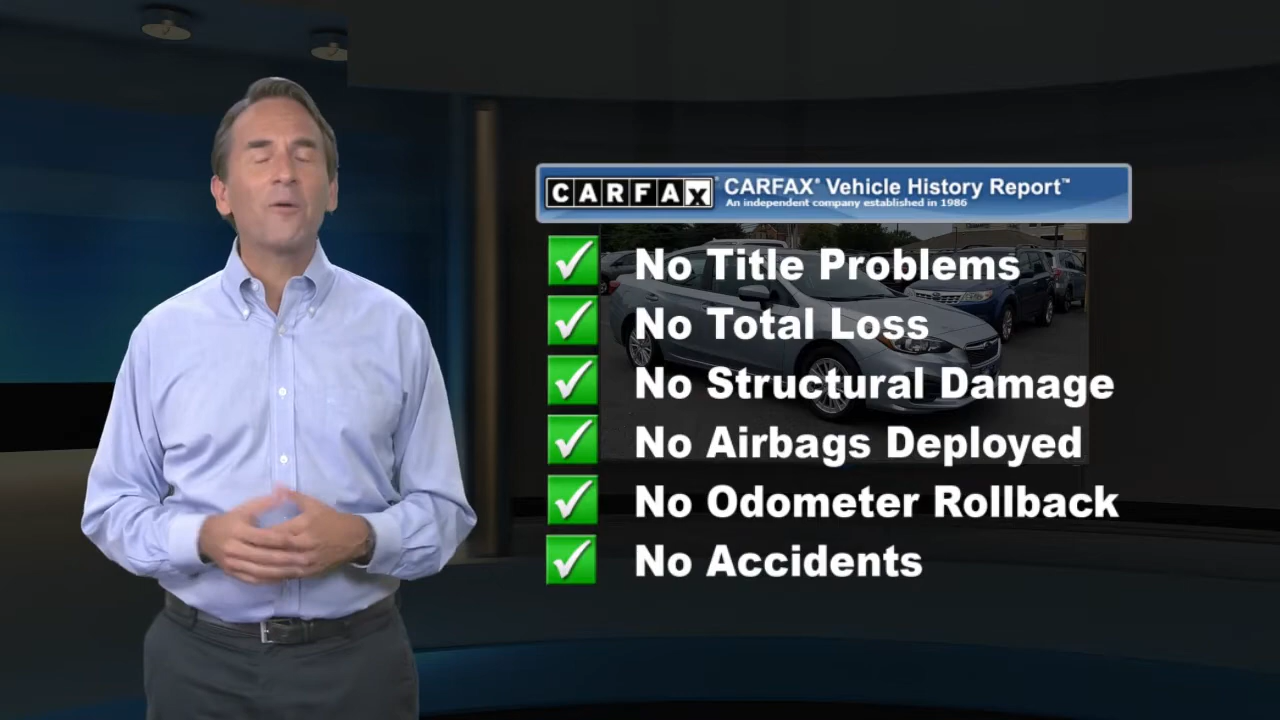 CARFAX® CARFAX® Vehicle History Report™
An independent company established in 1986
No Title Problems
No Total Loss
No Structural Damage
No Airbags Deployed
No Odometer Rollback
No Accidents